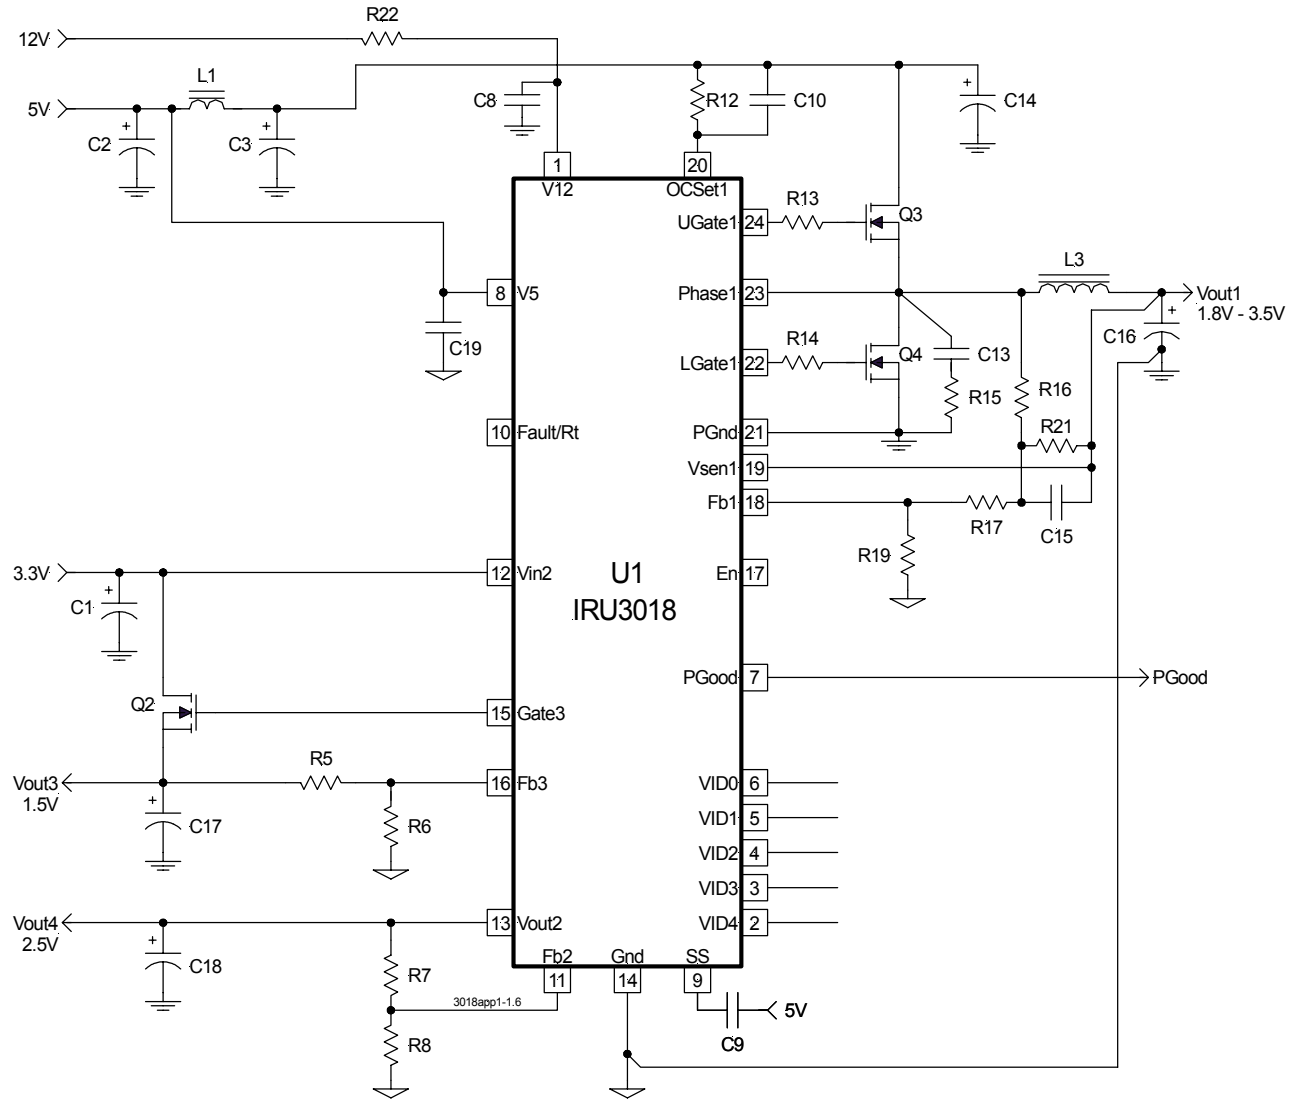 R22
12V
L1
5V
C2
C3
C8
R12
C10
C14
1
V12
20
OCSet1
UGate1
24
R13
Q3
8
V5
C19
Phase1
23
L3
Vout1
1.8V - 3.5V
C16
R14
LGate1
22
Q4
C13
R15
R16
R21
10
Fault/Rt
PGnd
21
Vsen1
19
Fb1
18
R17
C15
R19
3.3V
C1
12
Vin2
U1
IRU3018
En
17
PGood
7
PGood
Q2
15
Gate3
Vout3
1.5V
R5
16
Fb3
C17
R6
VID0
6
VID1
5
VID2
4
VID3
3
VID4
2
Vout4
2.5V
13
Vout2
C18
R7
Fb2
11
Gnd
14
SS
9
3018app1-1.6
R8
C9
5V